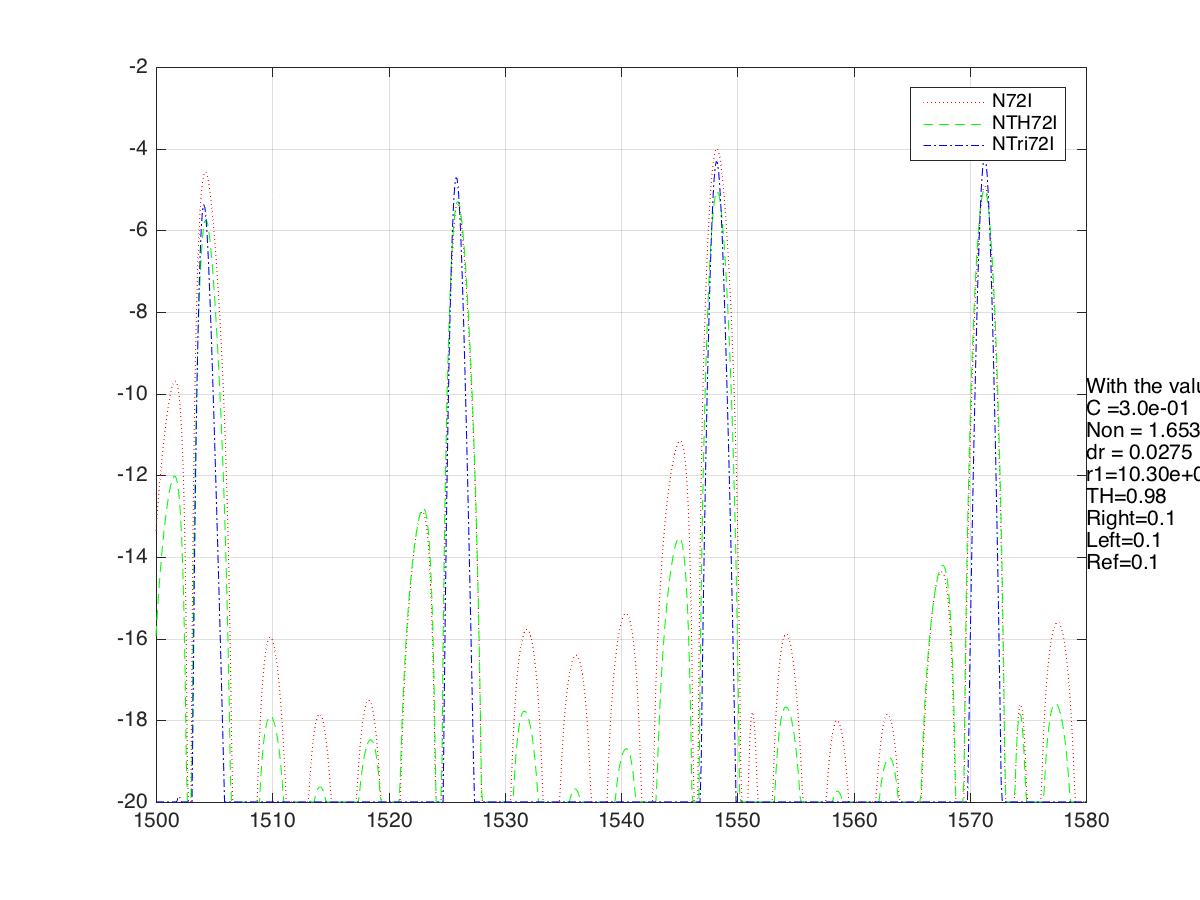 -2
-4
-6
-8
-10
-12
-14
-16
-18
-20
1500
1510
1520
1530
1540
1550
1560
1570
1580
N72I
NTH72I
NTri72I
With the valu
C =3.0e-01
Non = 1.653
dr = 0.0275
r1=10.30e+0
TH=0.98
Right=0.1
Left=0.1
Ref=0.1